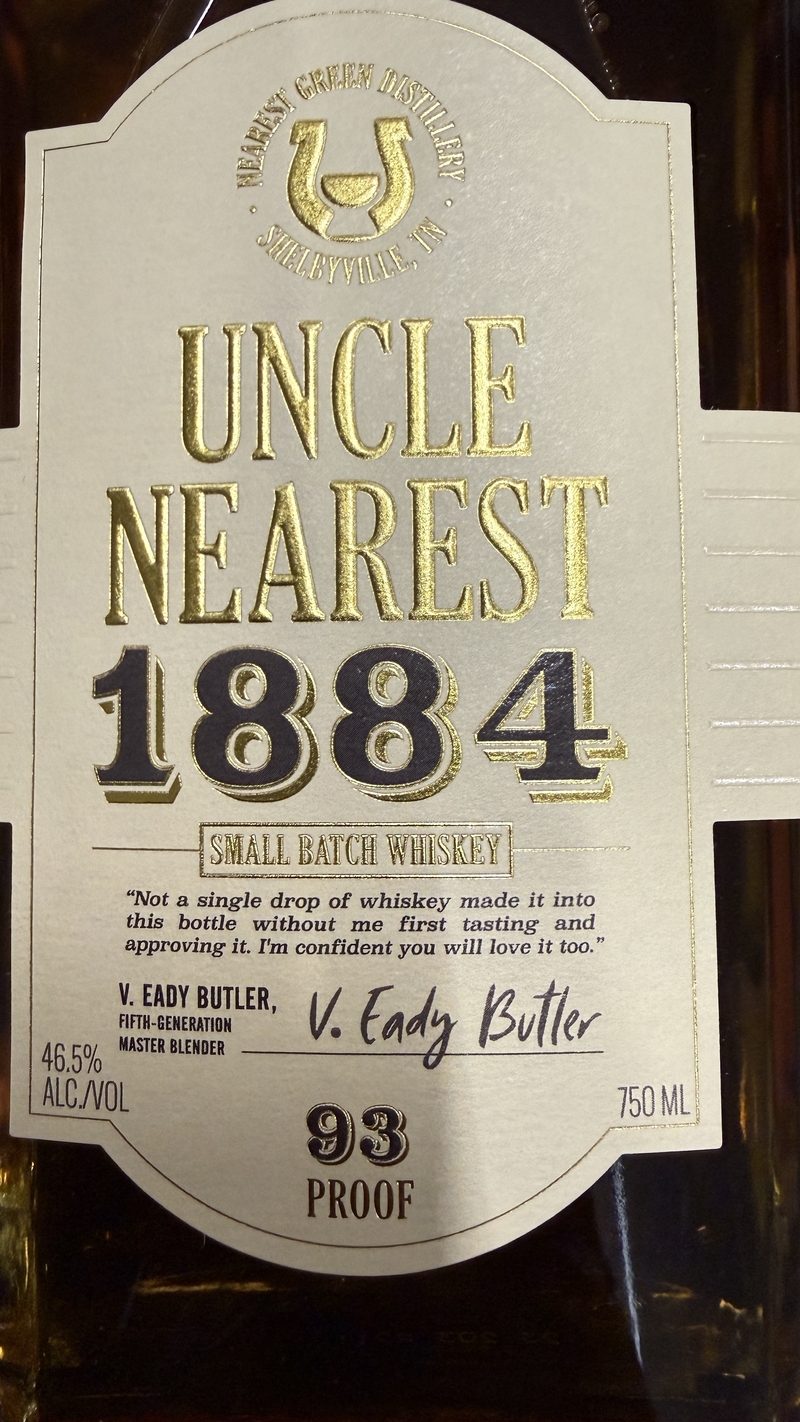 NEAREST GREEN DISTILLERY
· SHELBYVILLE, TN ·
UNCLE
NEAREST
1884
SMALL BATCH WHISKEY
“Not a single drop of whiskey made it into
this bottle without me first tasting and
approving it. I'm confident you will love it too.”
V. EADY BUTLER,
FIFTH-GENERATION
MASTER BLENDER
V. Eady Butler
46.5%
ALC./VOL
750 ML
93
PROOF